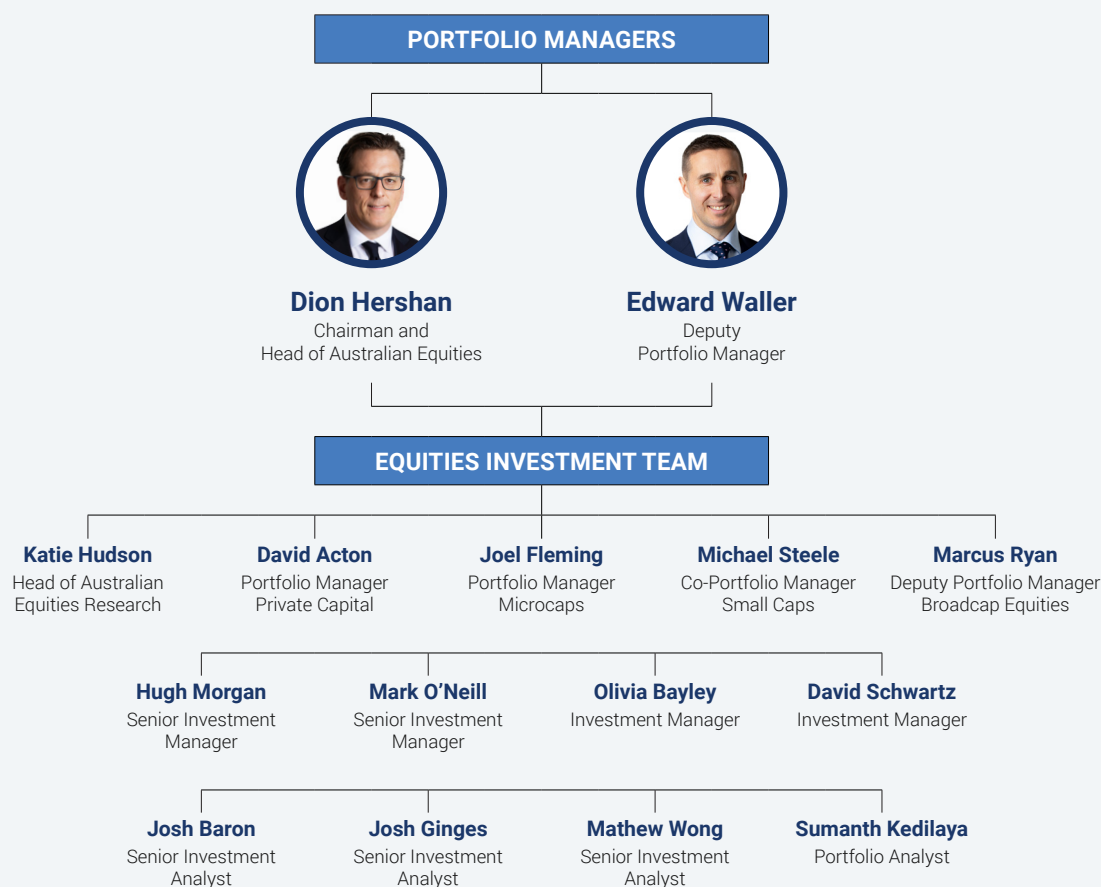 PORTFOLIO MANAGERS
Dion Hershan
Chairman and
Head of Australian Equities
Edward Waller
Deputy
Portfolio Manager
EQUITIES INVESTMENT TEAM
Katie Hudson
Head of Australian
Equities Research
David Acton
Portfolio Manager
Private Capital
Joel Fleming
Portfolio Manager
Microcaps
Michael Steele
Co-Portfolio Manager
Small Caps
Marcus Ryan
Deputy Portfolio Manager
Broadcap Equities
Hugh Morgan
Senior Investment
Manager
Mark O’Neill
Senior Investment
Manager
Olivia Bayley
Investment Manager
David Schwartz
Investment Manager
Josh Baron
Senior Investment
Analyst
Josh Ginges
Senior Investment
Analyst
Mathew Wong
Senior Investment
Analyst
Sumanth Kedilaya
Portfolio Analyst